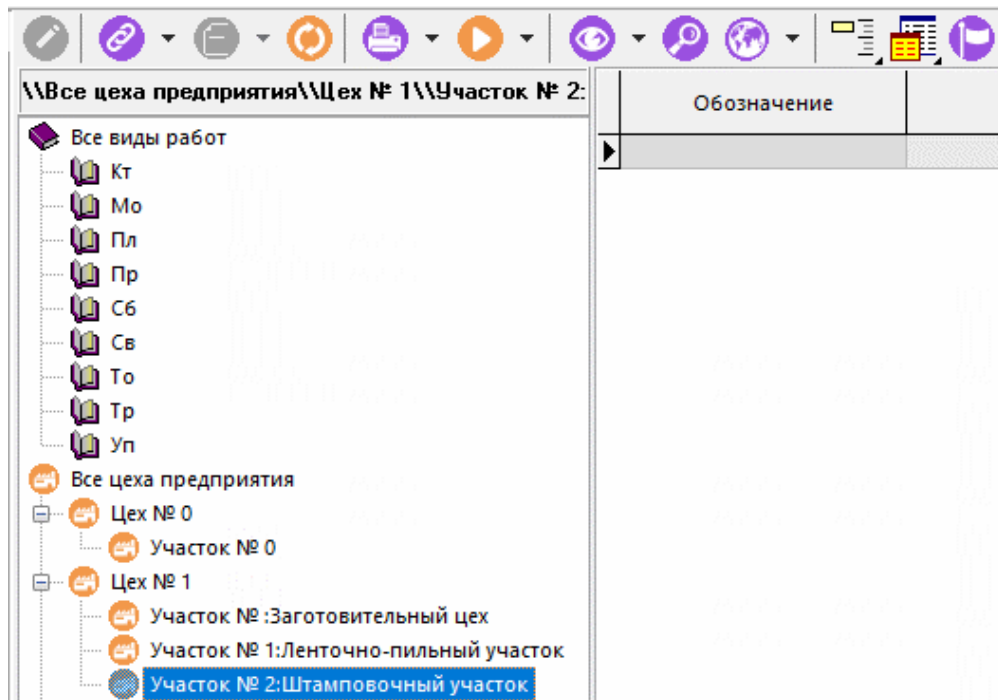 \\Все цеха предприятия\\Цех № 1\\Участок № 2:
Обозначение
Все виды работ
Кт
Мо
Пл
Пр
Сб
Св
То
Тр
Уп
Все цеха предприятия
Цех № 0
Участок № 0
Цех № 1
Участок № :Заготовительный цех
Участок № 1:Ленточно-пильный участок
Участок № 2:Штамповочный участок